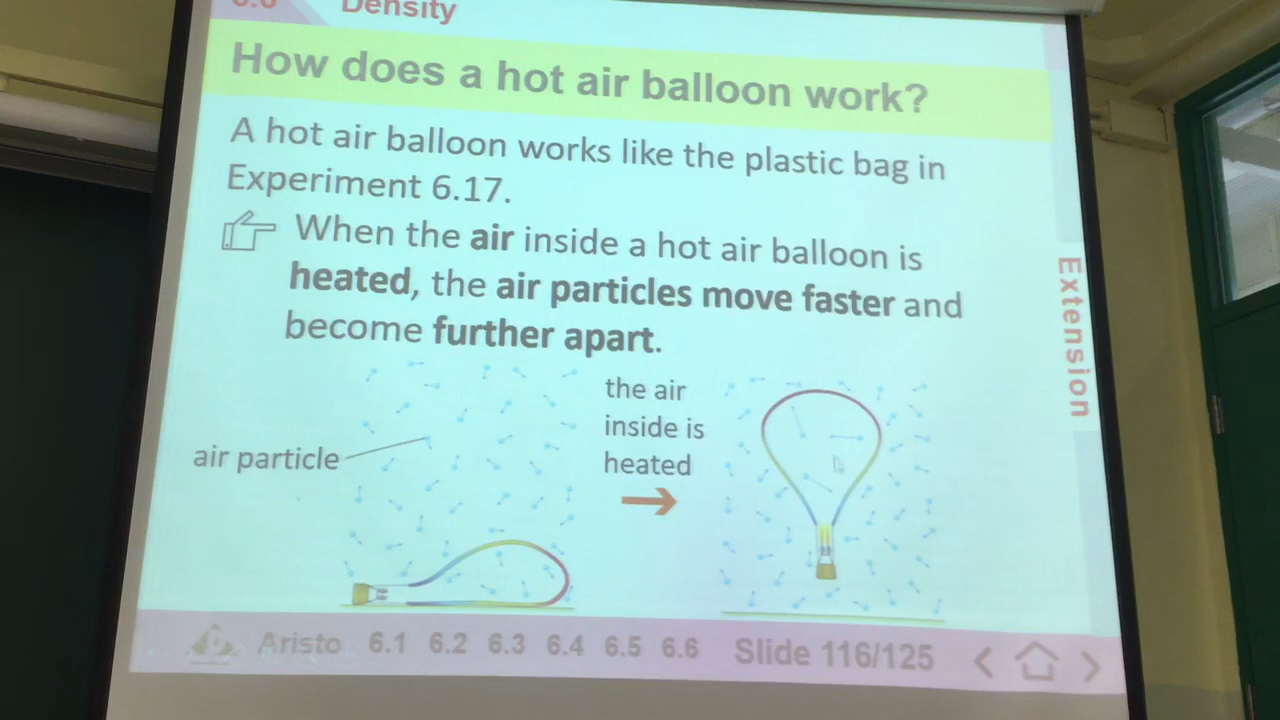 6.6 Density
How does a hot air balloon work?
A hot air balloon works like the plastic bag in
Experiment 6.17.
When the air inside a hot air balloon is
heated, the air particles move faster and
become further apart.
air particle
the air
inside is
heated
Extension
Aristo 6.1 6.2 6.3 6.4 6.5 6.6 Slide 116/125